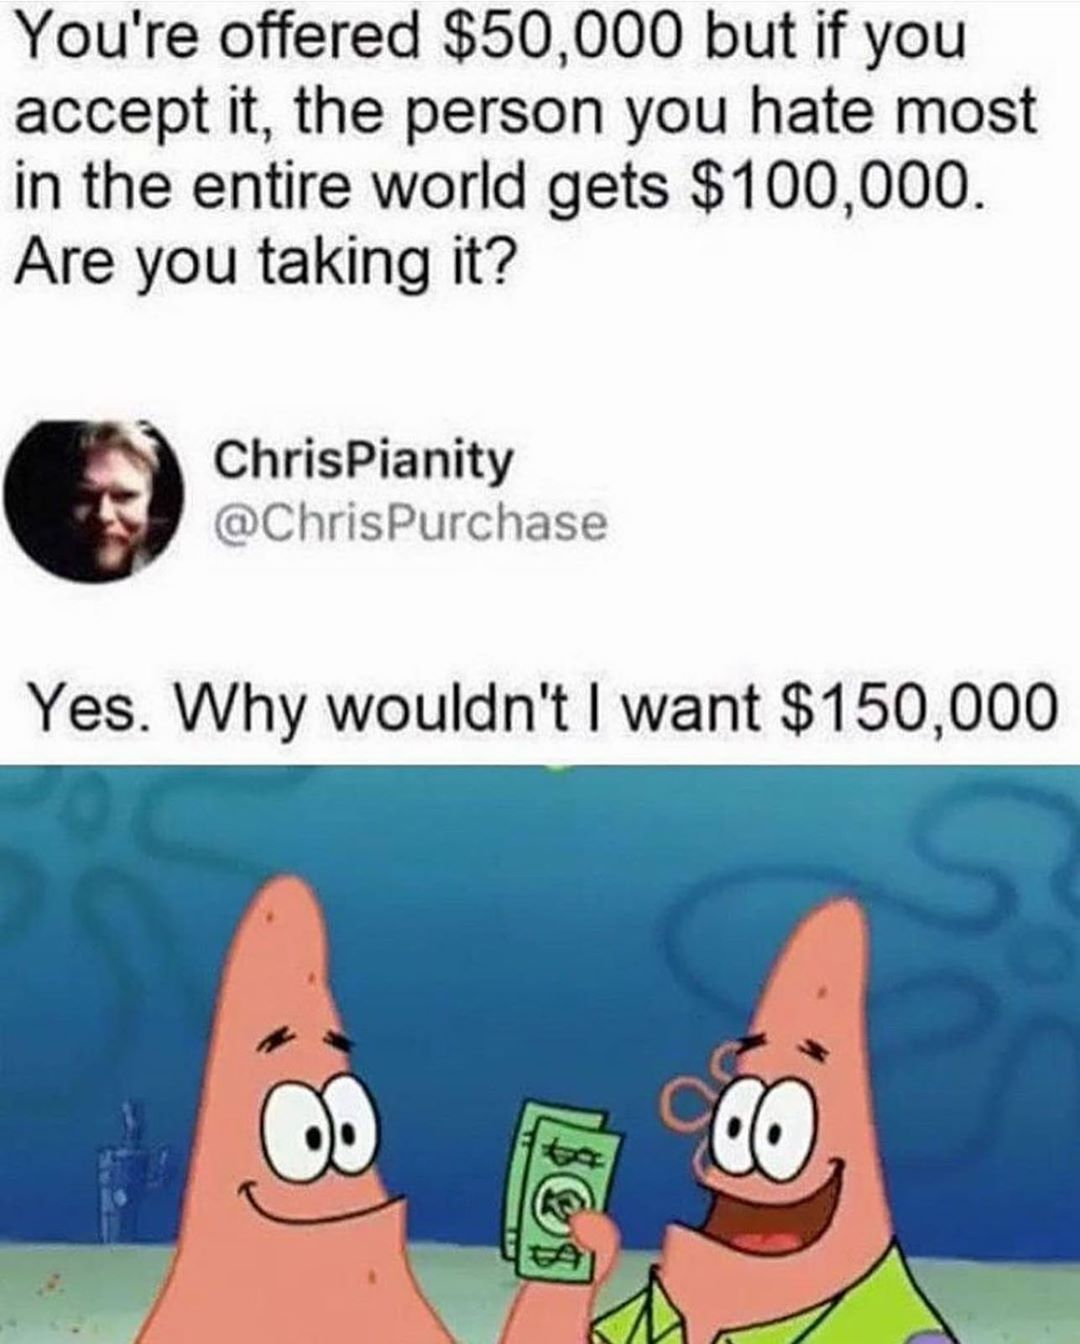 You're offered $50,000 but if you
accept it, the person you hate most
in the entire world gets $100,000.
Are you taking it?
ChrisPianity
@ChrisPurchase
Yes. Why wouldn't I want $150,000